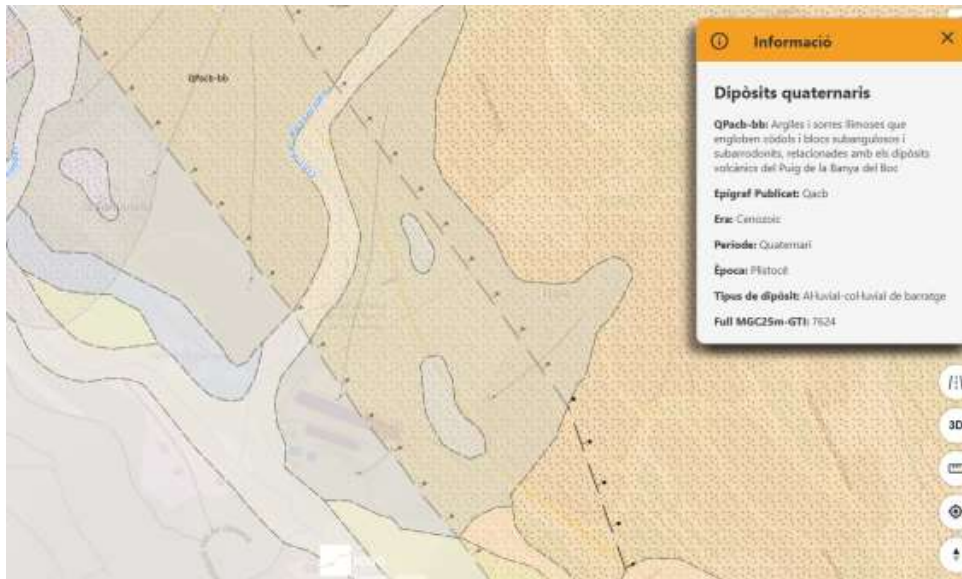 QPacb-bb
Informació
Dipòsits quaternaris
QPacb-bb: Argiles i sorres llimoses que
engloben còdols i blocs subangulosos i
subarrodonits, relacionades amb els dipòsits
volcànics del Puig de la Banya del Boc
Epígraf Publicat: Qacb
Era: Cenozoic
Període: Quaternari
Època: Plistocè
Tipus de dipòsit: Al·luvial-col·luvial de barratge
Full MGC25m-GTI: 7624
3D